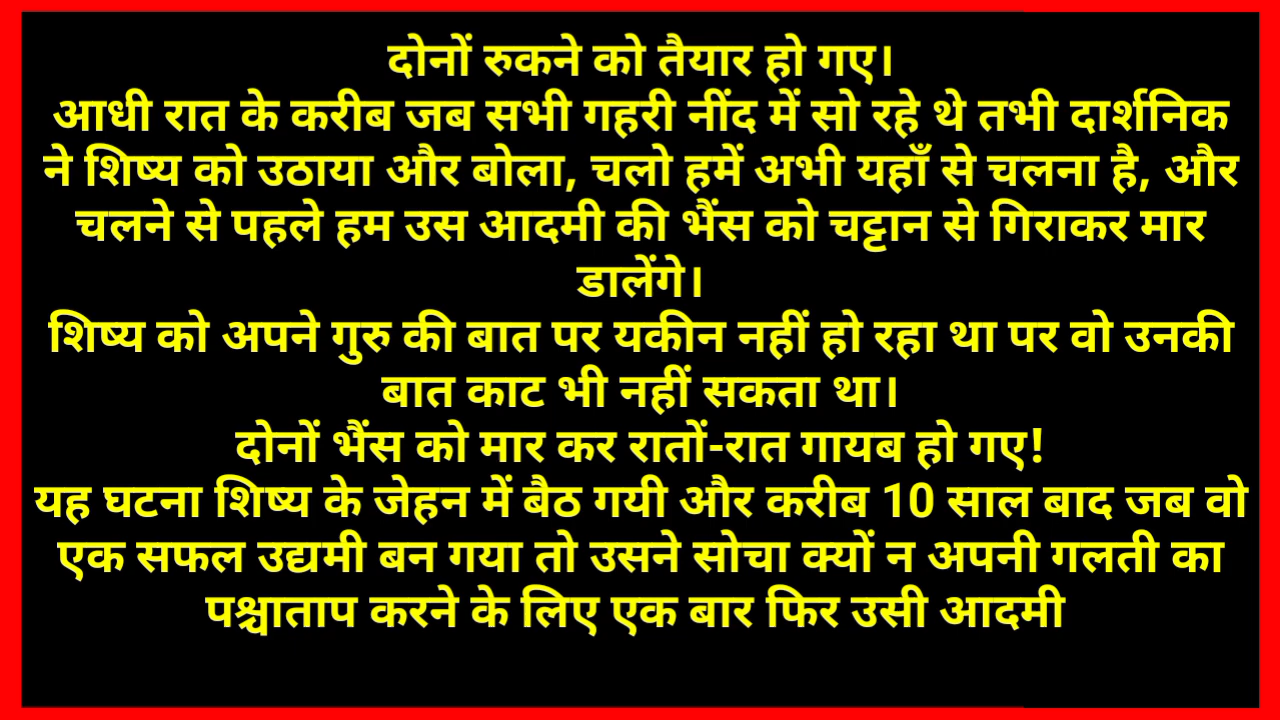 दोनों रुकने को तैयार हो गए।
आधी रात के करीब जब सभी गहरी नींद में सो रहे थे तभी दार्शनिक
ने शिष्य को उठाया और बोला, चलो हमें अभी यहाँ से चलना है, और
चलने से पहले हम उस आदमी की भैंस को चट्टान से गिराकर मार
डालेंगे।
शिष्य को अपने गुरु की बात पर यकीन नहीं हो रहा था पर वो उनकी
बात काट भी नहीं सकता था।
दोनों भैंस को मार कर रातों-रात गायब हो गए!
यह घटना शिष्य के जेहन में बैठ गयी और करीब 10 साल बाद जब वो
एक सफल उद्यमी बन गया तो उसने सोचा क्यों न अपनी गलती का
पश्चाताप करने के लिए एक बार फिर उसी आदमी